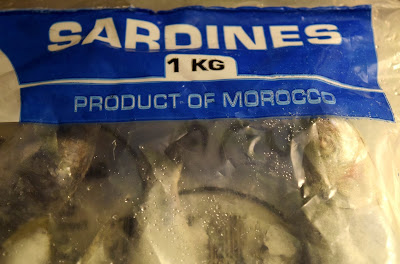 SARDINES
1 KG
PRODUCT OF MOROCCO